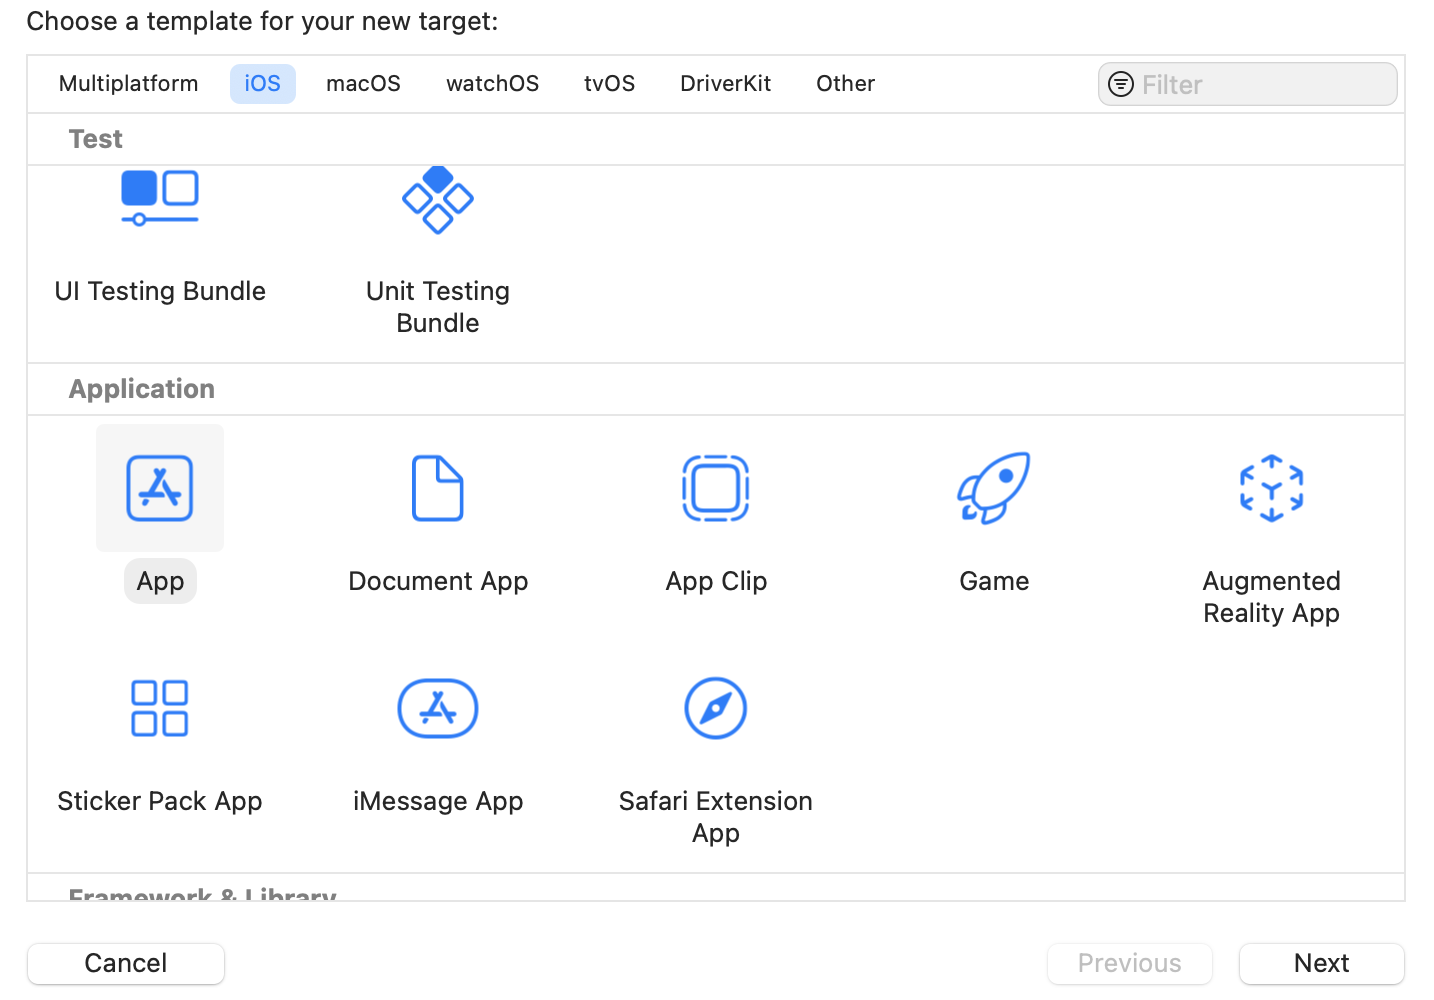 Choose a template for your new target:
Multiplatform iOS macOS watchOS tvOS DriverKit Other Filter
Test
UI Testing Bundle Unit Testing
Bundle
Application
App Document App App Clip Game Augmented
Reality App
Sticker Pack App iMessage App Safari Extension
App
Framework & Library
Cancel Previous Next